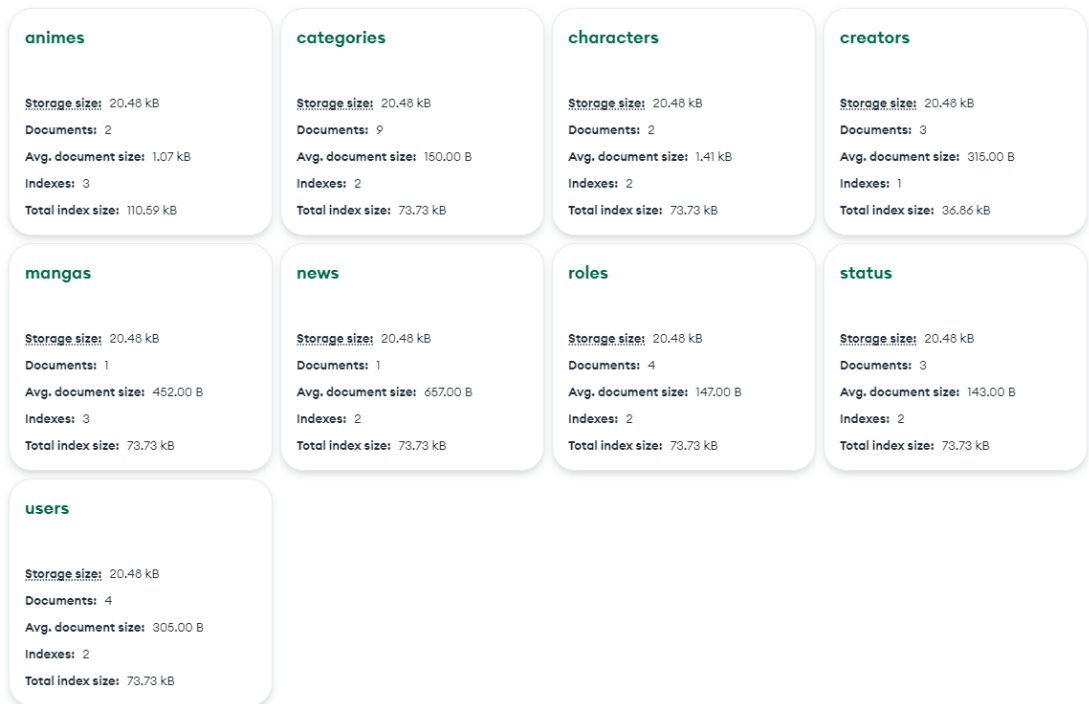 animes
Storage size: 20.48 kB
Documents: 2
Avg. document size: 1.07 kB
Indexes: 3
Total index size: 110.59 kB
categories
Storage size: 20.48 kB
Documents: 9
Avg. document size: 150.00 B
Indexes: 2
Total index size: 73.73 kB
characters
Storage size: 20.48 kB
Documents: 2
Avg. document size: 1.41 kB
Indexes: 2
Total index size: 73.73 kB
creators
Storage size: 20.48 kB
Documents: 3
Avg. document size: 315.00 B
Indexes: 1
Total index size: 36.86 kB
mangas
Storage size: 20.48 kB
Documents: 1
Avg. document size: 452.00 B
Indexes: 3
Total index size: 73.73 kB
news
Storage size: 20.48 kB
Documents: 1
Avg. document size: 657.00 B
Indexes: 2
Total index size: 73.73 kB
roles
Storage size: 20.48 kB
Documents: 4
Avg. document size: 147.00 B
Indexes: 2
Total index size: 73.73 kB
status
Storage size: 20.48 kB
Documents: 3
Avg. document size: 143.00 B
Indexes: 2
Total index size: 73.73 kB
users
Storage size: 20.48 kB
Documents: 4
Avg. document size: 305.00 B
Indexes: 2
Total index size: 73.73 kB